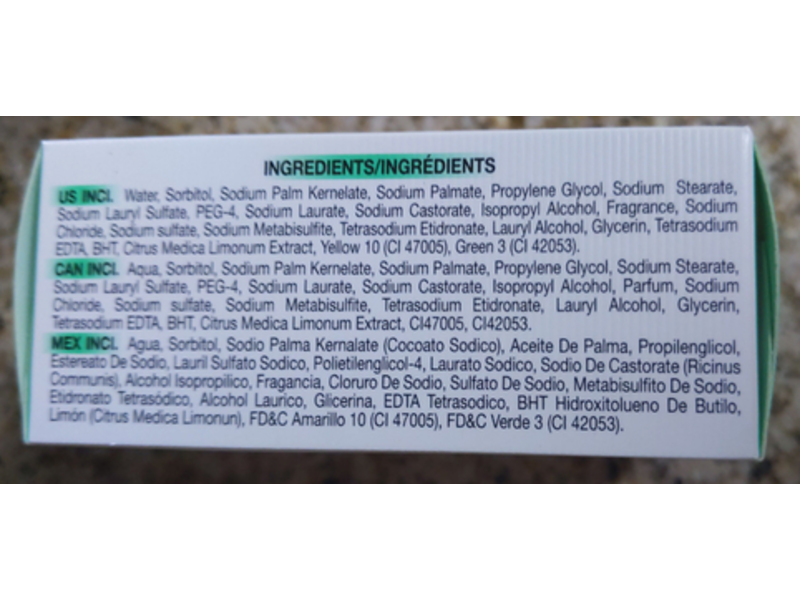 INGREDIENTS/INGRÉDIENTS
US INCI. Water, Sorbitol, Sodium Palm Kernelate, Sodium Palmate, Propylene Glycol, Sodium Stearate,
Sodium Lauryl Sulfate, PEG-4, Sodium Laurate, Sodium Castorate, Isopropyl Alcohol, Fragrance, Sodium
Chloride, Sodium sulfate, Sodium Metabisulfite, Tetrasodium Etidronate, Lauryl Alcohol, Glycerin, Tetrasodium
EDTA, BHT, Citrus Medica Limonum Extract, Yellow 10 (CI 47005), Green 3 (CI 42053).
CAN INCI. Aqua, Sorbitol, Sodium Palm Kernelate, Sodium Palmate, Propylene Glycol, Sodium Stearate,
Sodium Lauryl Sulfate, PEG-4, Sodium Laurate, Sodium Castorate, Isopropyl Alcohol, Parfum, Sodium
Chloride, Sodium sulfate, Sodium Metabisulfite, Tetrasodium Etidronate, Lauryl Alcohol, Glycerin,
Tetrasodium EDTA, BHT, Citrus Medica Limonum Extract, CI47005, CI42053.
MEX INCI. Aqua, Sorbitol, Sodio Palma Kernalate (Cocoato Sodico), Aceite De Palma, Propilenglicol,
Estereato De Sodio, Lauril Sulfato Sodico, Polietilenglicol-4, Laurato Sodico, Sodio De Castorate (Ricinus
Communis), Alcohol Isopropilico, Fragancia, Cloruro De Sodio, Sulfato De Sodio, Metabisulfito De Sodio,
Etidronato Tetrasódico, Alcohol Laurico, Glicerina, EDTA Tetrasodico, BHT Hidroxitolueno De Butilo,
Limón (Citrus Medica Limonun), FD&C Amarillo 10 (CI 47005), FD&C Verde 3 (CI 42053).